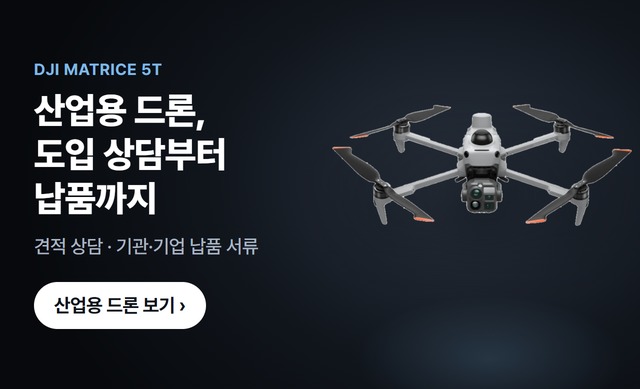 DJI MATRICE 5T
산업용 드론,
도입 상담부터
납품까지
견적 상담 · 기관·기업 납품 서류
산업용 드론 보기 ›